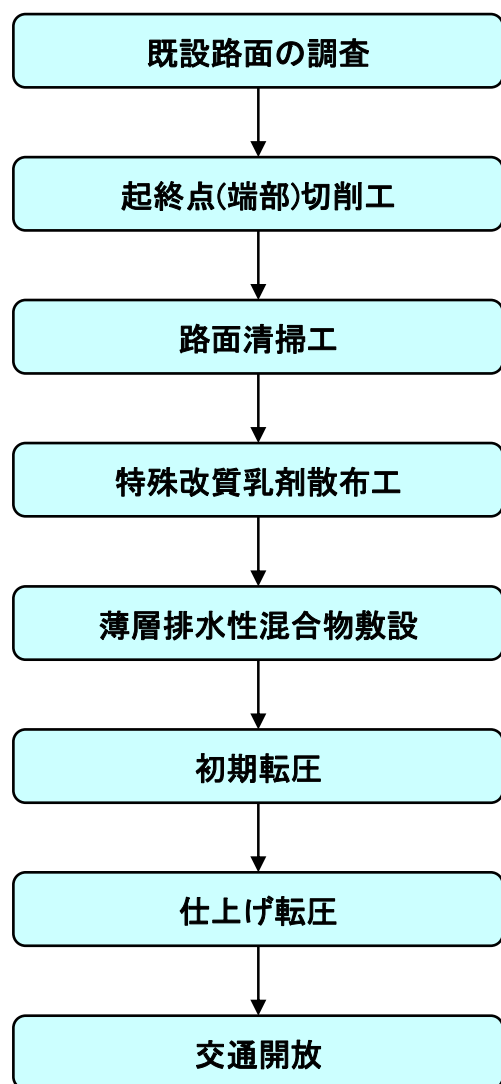 既設路面の調査
起終点(端部)切削工
路面清掃工
特殊改質乳剤散布工
薄層排水性混合物敷設
初期転圧
仕上げ転圧
交通開放